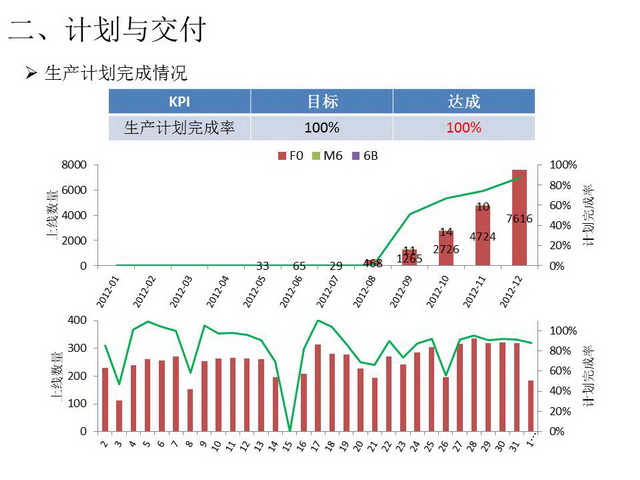 二、计划与交付
生产计划完成情况
KPI 目标 达成
生产计划完成率 100% 100%
F0 M6 6B
8000 6000 4000 2000 0
上线数量
33 65 29 468 1265 11 2726 14 4724 10 7616
100% 80% 60% 40% 20% 0%
计划完成率
2012-01 2012-02 2012-03 2012-04 2012-05 2012-06 2012-07 2012-08 2012-09 2012-10 2012-11 2012-12
400 300 200 100 0
上线数量
100% 80% 60% 40% 20% 0%
计划完成率
2 3 4 5 6 7 8 9 10 11 12 13 14 15 16 17 18 19 20 21 22 23 24 25 26 27 28 29 30 31 1…